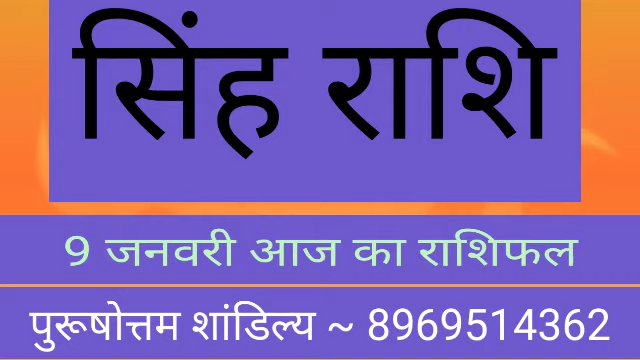 सिंह राशि
9 जनवरी आज का राशिफल
पुरूषोत्तम शांडिल्य ~ 8969514362